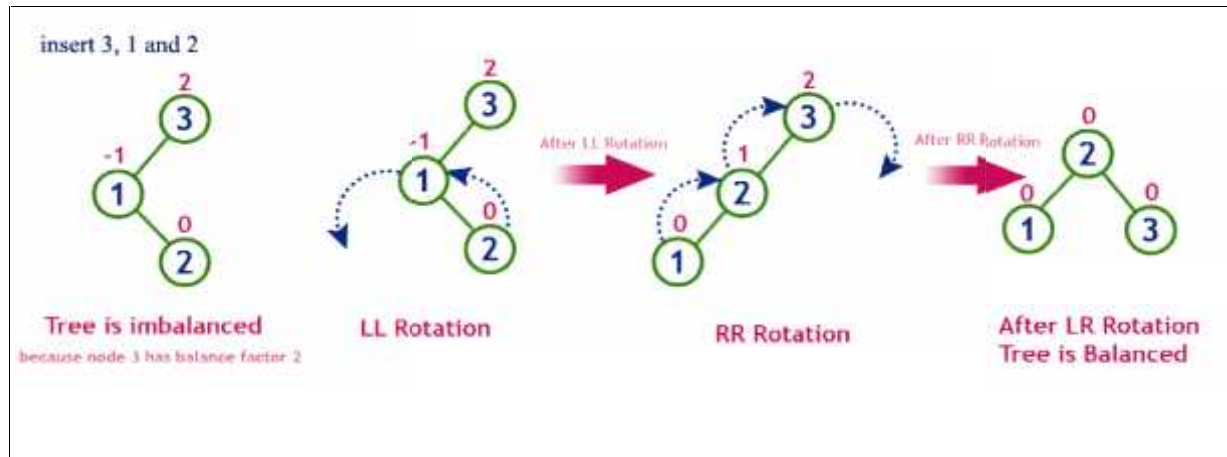 insert 3, 1 and 2
2
3
-1
1
0
2
Tree is imbalanced
because node 3 has balance factor 2
2
3
-1
1
0
2
LL Rotation
After LL Rotation
2
3
1
2
0
1
RR Rotation
After RR Rotation
0
2
0
1
0
3
After LR Rotation
Tree is Balanced